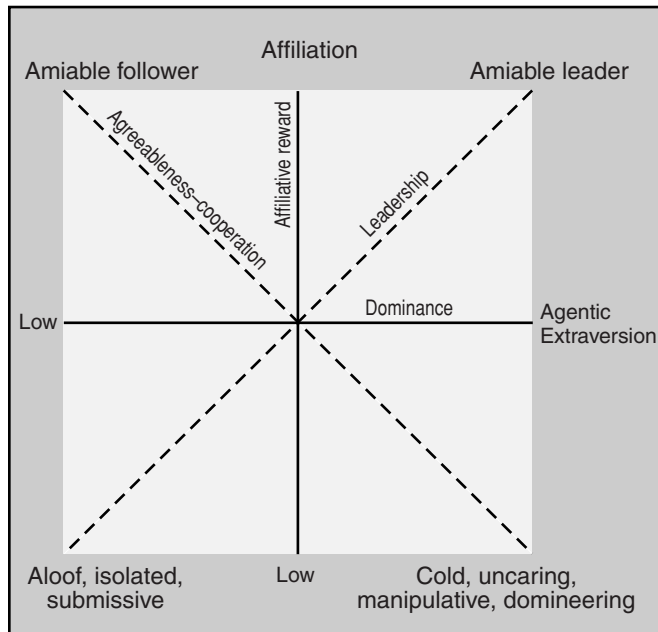 Affiliation
Amiable follower
Amiable leader
Agreeableness–cooperation
Affiliative reward
Leadership
Dominance
Low
Agentic
Extraversion
Aloof, isolated,
submissive
Low
Cold, uncaring,
manipulative, domineering